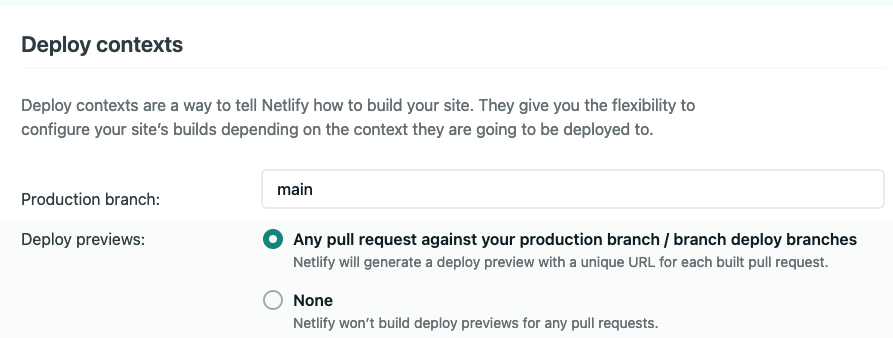 Deploy contexts
Deploy contexts are a way to tell Netlify how to build your site. They give you the flexibility to
configure your site’s builds depending on the context they are going to be deployed to.
Production branch:
main
Deploy previews:
Any pull request against your production branch / branch deploy branches
Netlify will generate a deploy preview with a unique URL for each built pull request.
None
Netlify won’t build deploy previews for any pull requests.